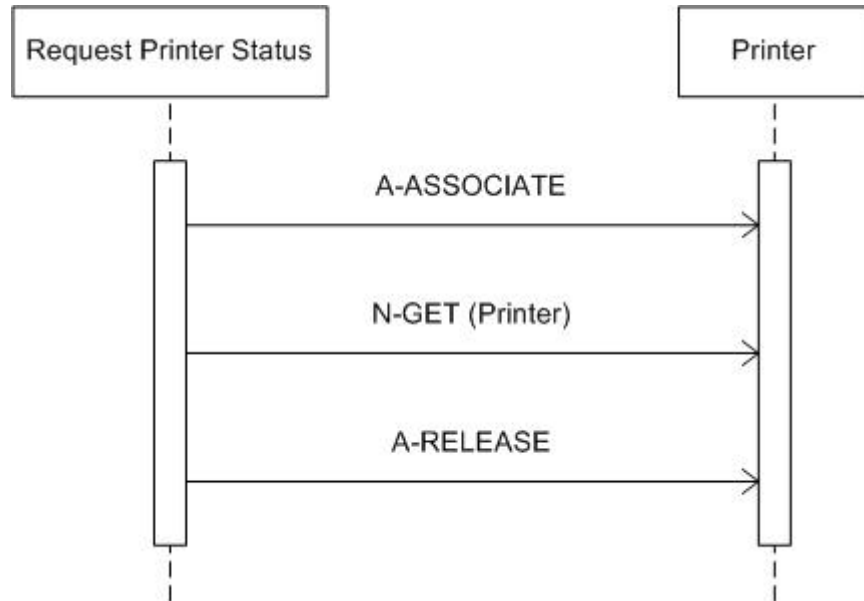 Request Printer Status
Printer
A-ASSOCIATE
N-GET (Printer)
A-RELEASE